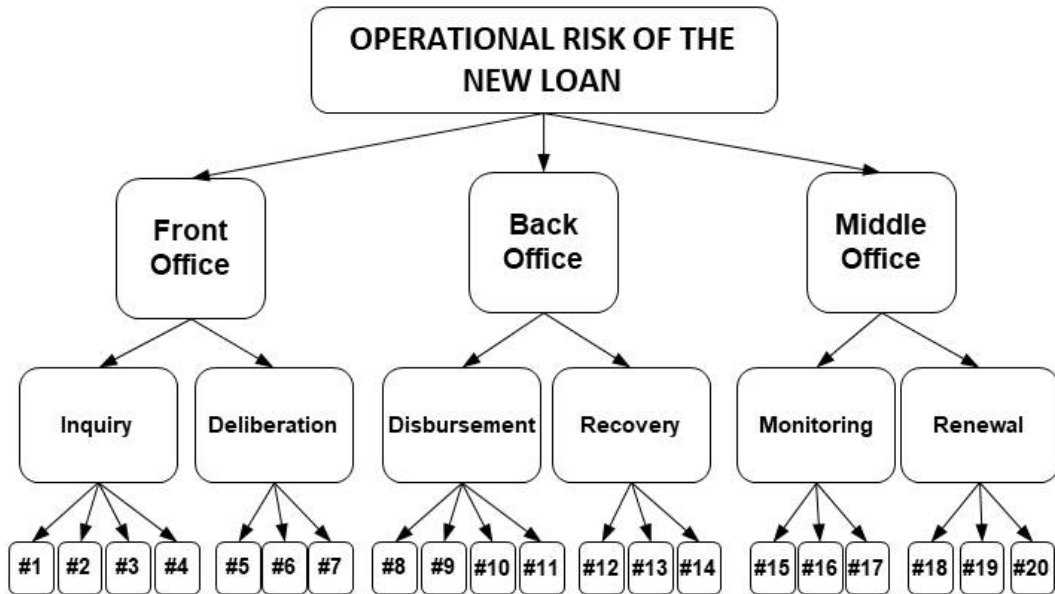 OPERATIONAL RISK OF THE
NEW LOAN
Front
Office
Back
Office
Middle
Office
Inquiry
Deliberation
Disbursement
Recovery
Monitoring
Renewal
#1
#2
#3
#4
#5
#6
#7
#8
#9
#10
#11
#12
#13
#14
#15
#16
#17
#18
#19
#20